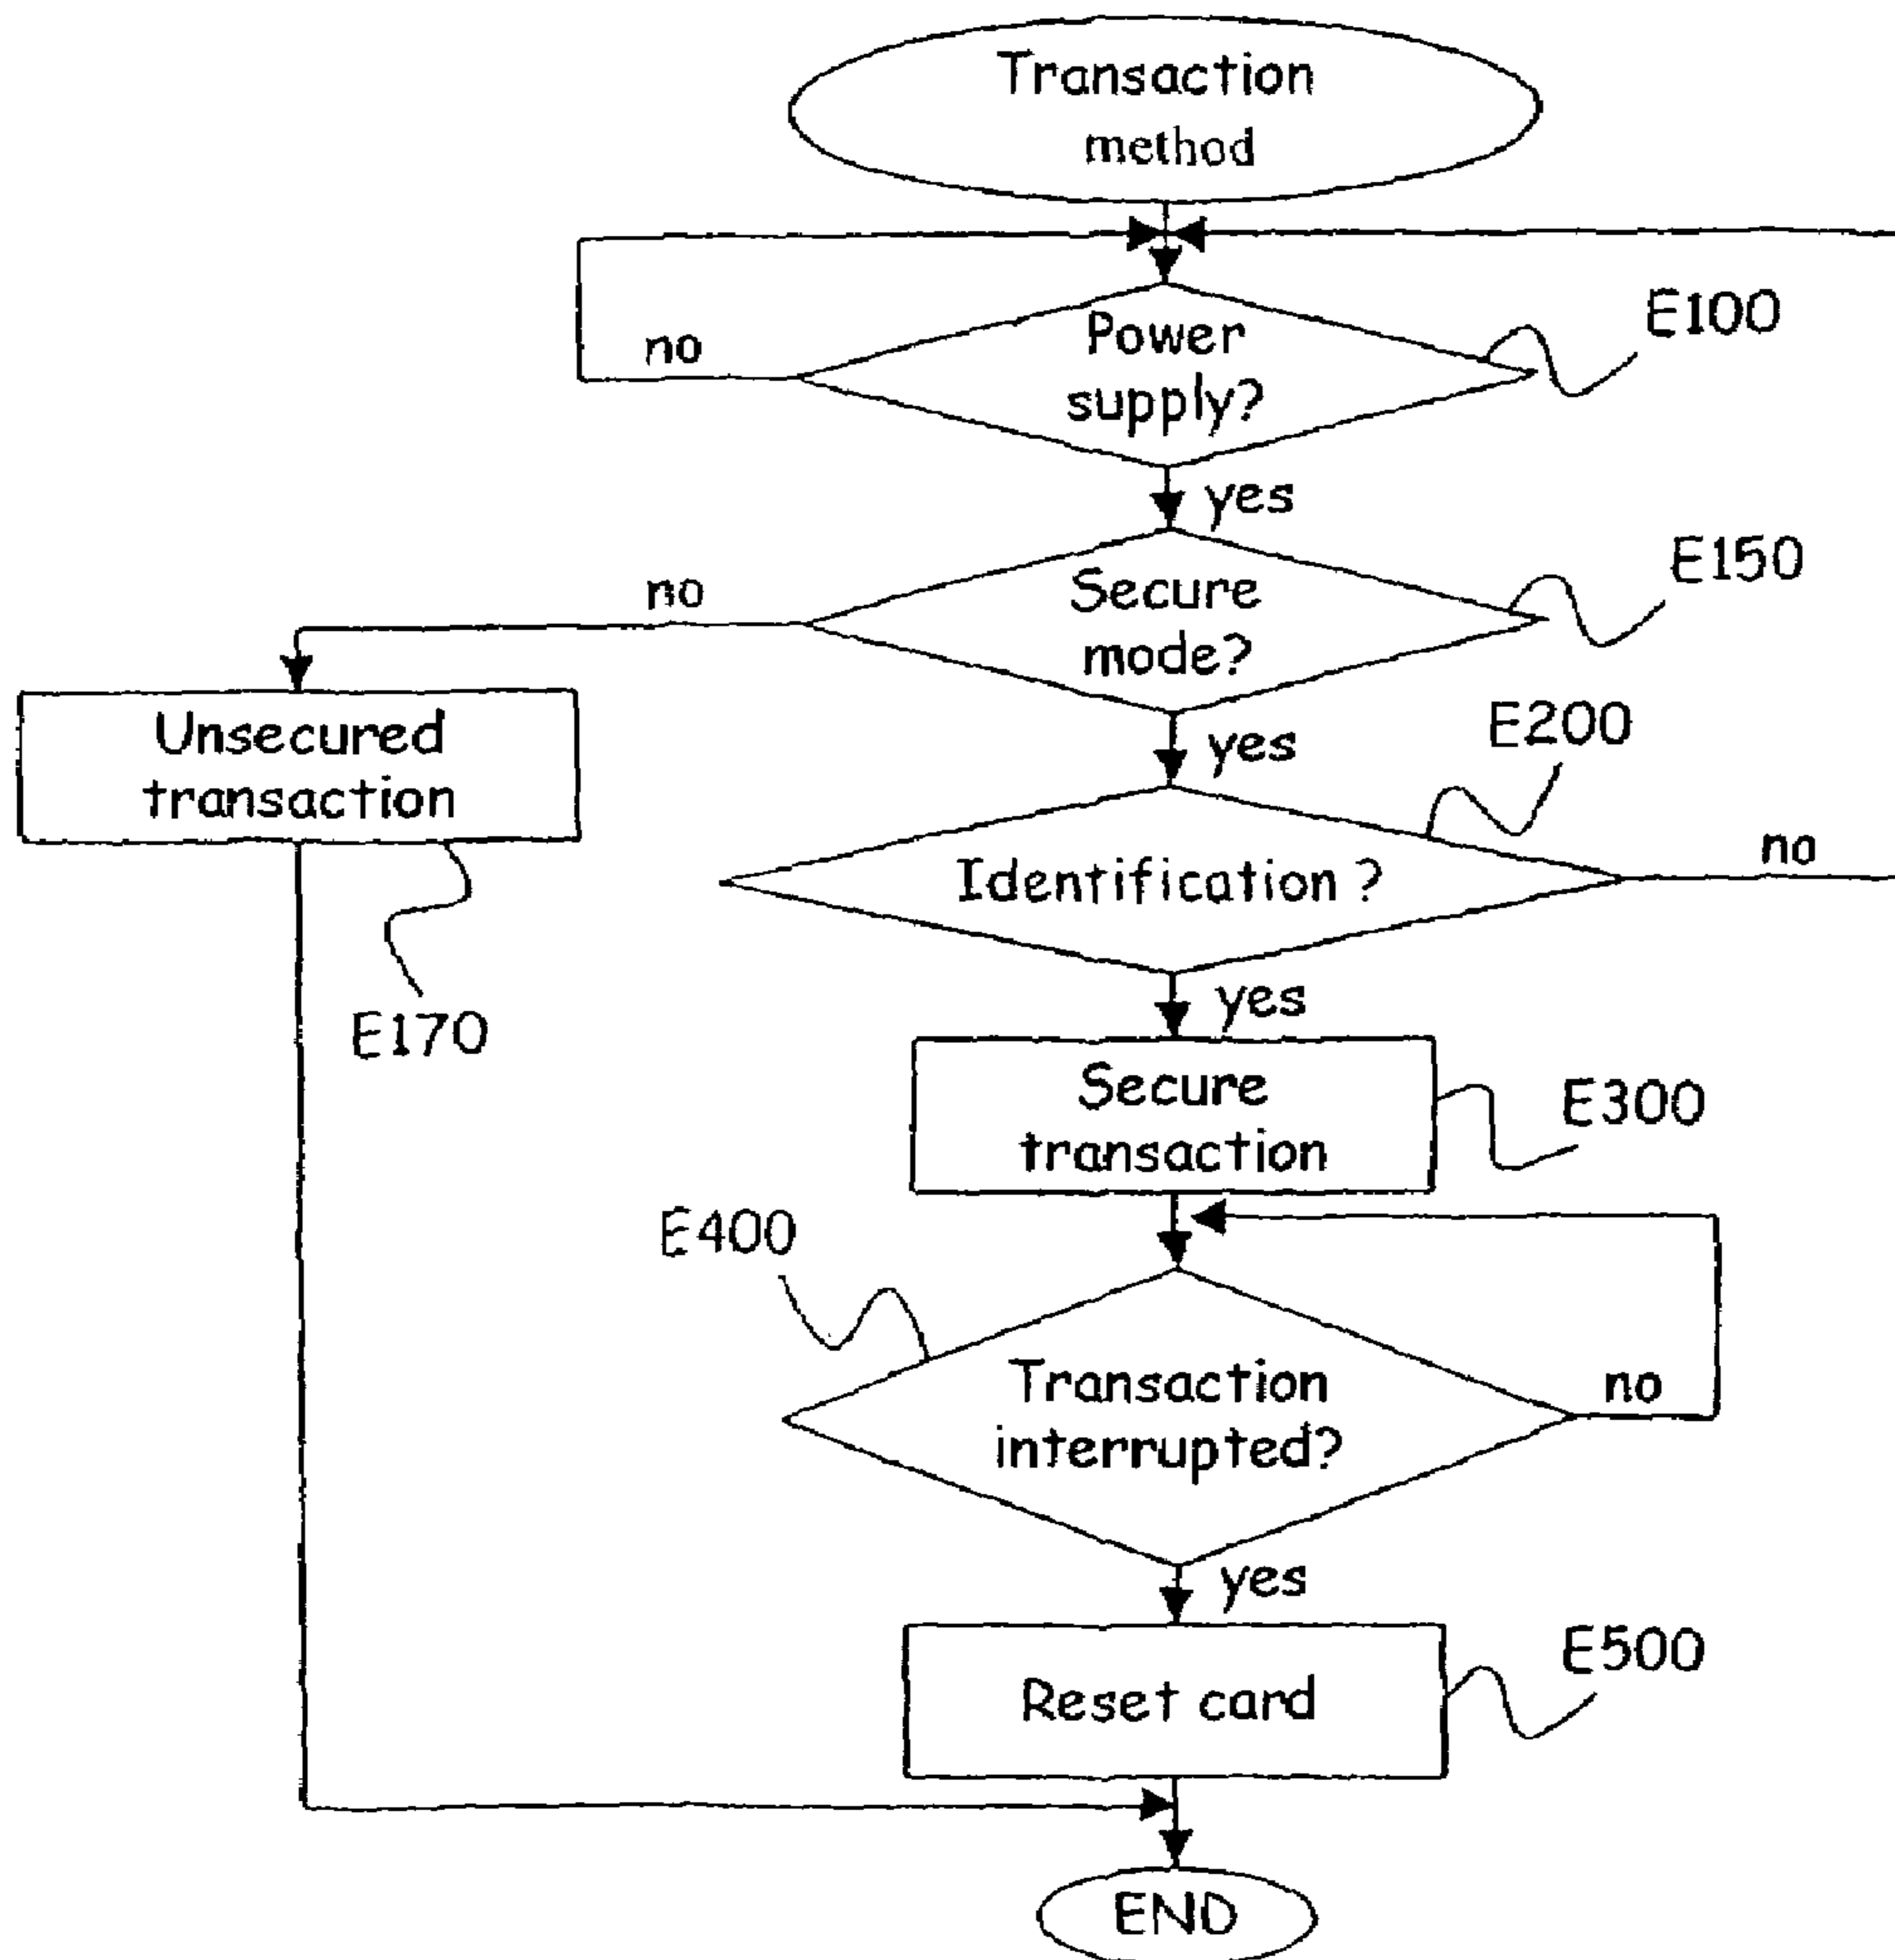 Transaction
method
E100
Power
supply?
no
yes
E150
Secure
mode?
no
yes
Unsecured
transaction
E170
E200
Identification ?
no
yes
Secure
transaction
E300
E400
Transaction
interrupted?
no
yes
Reset card
E500
END